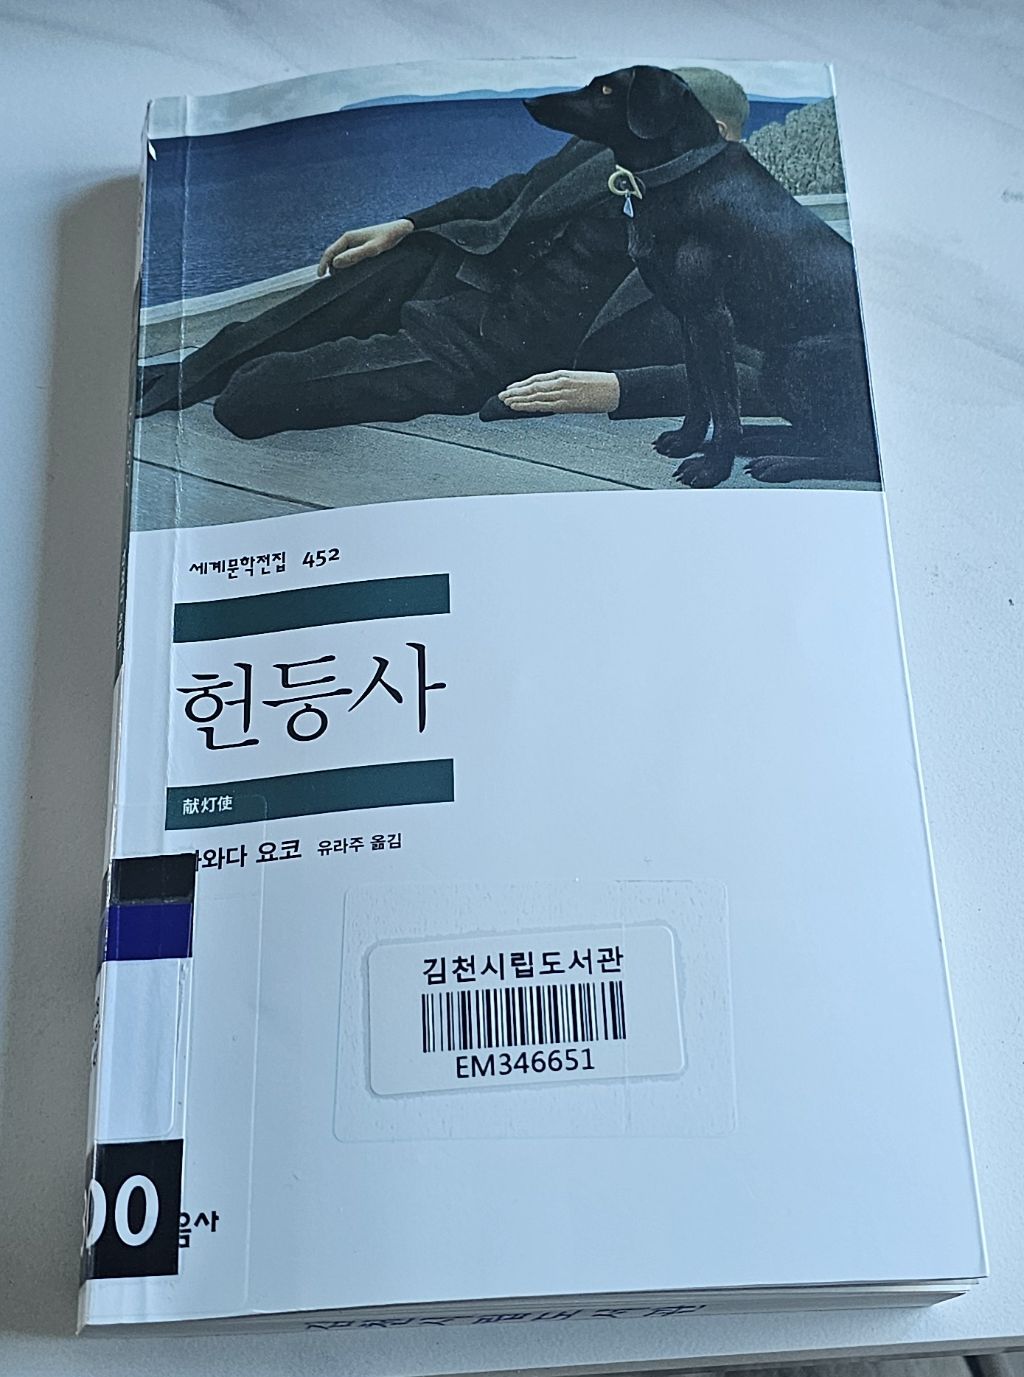 세계문학전집 452
헌등사
献灯使
와다 요코 유라주 옮김
김천시립도서관
EM346651
00
음사